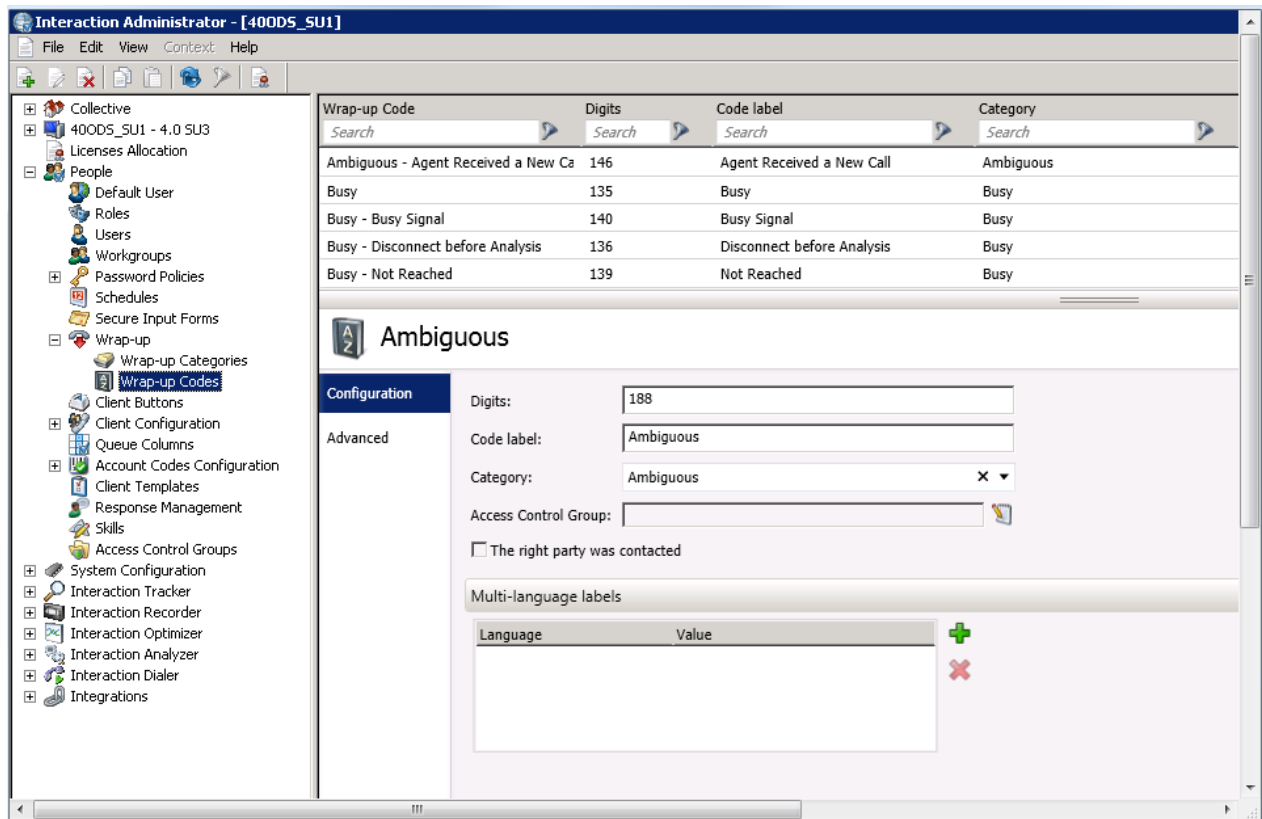 Interaction Administrator - [40ODS_SU1]
File Edit View Context Help
Collective
40ODS_SU1 - 4.0 SU3
Licenses Allocation
People
Default User
Roles
Users
Workgroups
Password Policies
Schedules
Secure Input Forms
Wrap-up
Wrap-up Categories
Wrap-up Codes
Client Buttons
Client Configuration
Queue Columns
Account Codes Configuration
Client Templates
Response Management
Skills
Access Control Groups
System Configuration
Interaction Tracker
Interaction Recorder
Interaction Optimizer
Interaction Analyzer
Interaction Dialer
Integrations
Wrap-up Code Digits Code label Category
Search Search Search Search
Ambiguous - Agent Received a New Ca 146 Agent Received a New Call Ambiguous
Busy 135 Busy Busy
Busy - Busy Signal 140 Busy Signal Busy
Busy - Disconnect before Analysis 136 Disconnect before Analysis Busy
Busy - Not Reached 139 Not Reached Busy
Ambiguous
Configuration
Advanced
Digits: 188
Code label: Ambiguous
Category: Ambiguous
Access Control Group:
The right party was contacted
Multi-language labels
Language Value